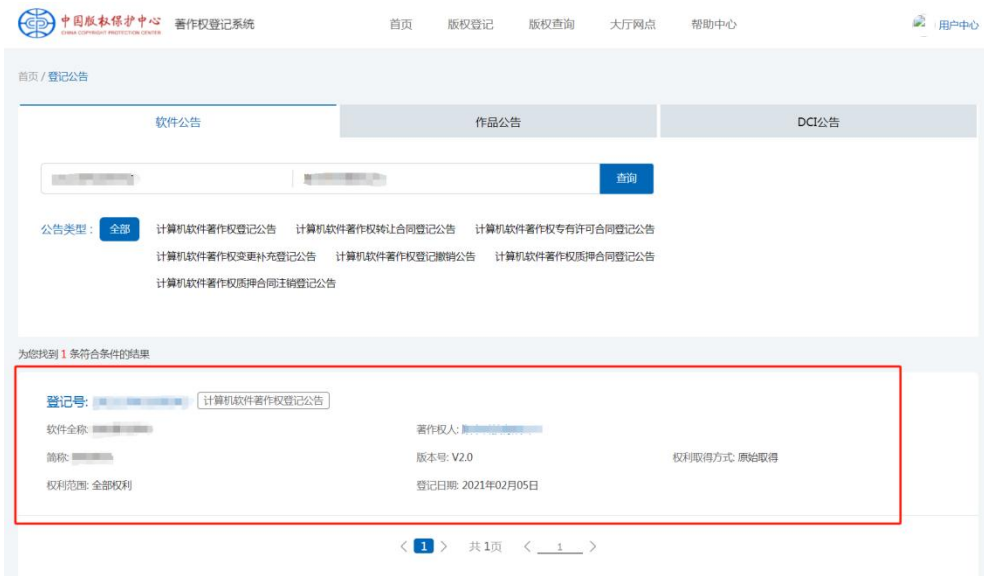 中国版权保护中心 著作权登记系统 首页 版权登记 版权查询 大厅网点 帮助中心 用户中心
CHINA COPYRIGHT PROTECTION CENTER
首页 / 登记公告
软件公告 作品公告 DCI公告
查询
公告类型: 全部 计算机软件著作权登记公告 计算机软件著作权转让合同登记公告 计算机软件著作权专有许可合同登记公告
计算机软件著作权变更补充登记公告 计算机软件著作权登记撤销公告 计算机软件著作权质押合同登记公告
计算机软件著作权质押合同注销登记公告
为您找到 1 条符合条件的结果
登记号: 计算机软件著作权登记公告
软件全称: 著作权人:
简称: 版本号: V2.0 权利取得方式: 原始取得
权利范围: 全部权利 登记日期: 2021年02月05日
< 1 > 共 1页 < 1 >